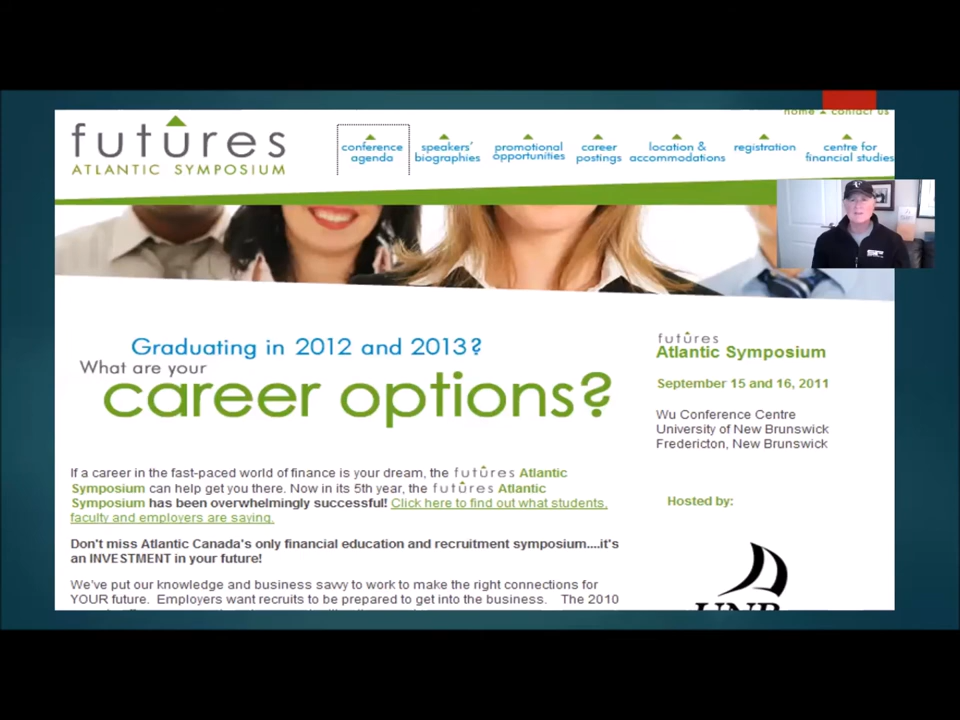 home contact us
futures
ATLANTIC SYMPOSIUM
conference
agenda
speakers'
biographies
promotional
opportunities
career
postings
location &
accommodations
registration
centre for
financial studies
Graduating in 2012 and 2013?
What are your
career options?
If a career in the fast-paced world of finance is your dream, the futures Atlantic
Symposium can help get you there. Now in its 5th year, the futures Atlantic
Symposium has been overwhelmingly successful! Click here to find out what students,
faculty and employers are saying.
Don't miss Atlantic Canada's only financial education and recruitment symposium....it's
an INVESTMENT in your future!
We've put our knowledge and business savvy to work to make the right connections for
YOUR future. Employers want recruits to be prepared to get into the business. The 2010
futures
Atlantic Symposium
September 15 and 16, 2011
Wu Conference Centre
University of New Brunswick
Fredericton, New Brunswick
Hosted by:
UNB